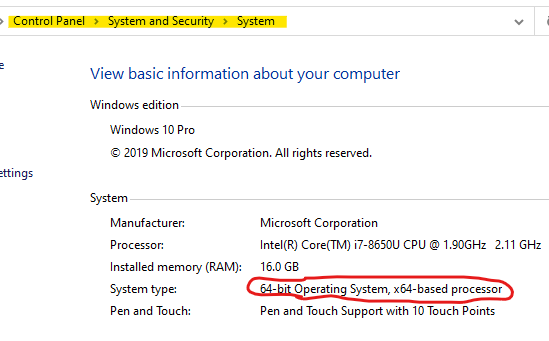 Control Panel > System and Security > System >
View basic information about your computer
Windows edition
Windows 10 Pro
© 2019 Microsoft Corporation. All rights reserved.
ettings
System
Manufacturer: Microsoft Corporation
Processor: Intel(R) Core(TM) i7-8650U CPU @ 1.90GHz 2.11 GHz
Installed memory (RAM): 16.0 GB
System type: 64-bit Operating System, x64-based processor
Pen and Touch: Pen and Touch Support with 10 Touch Points